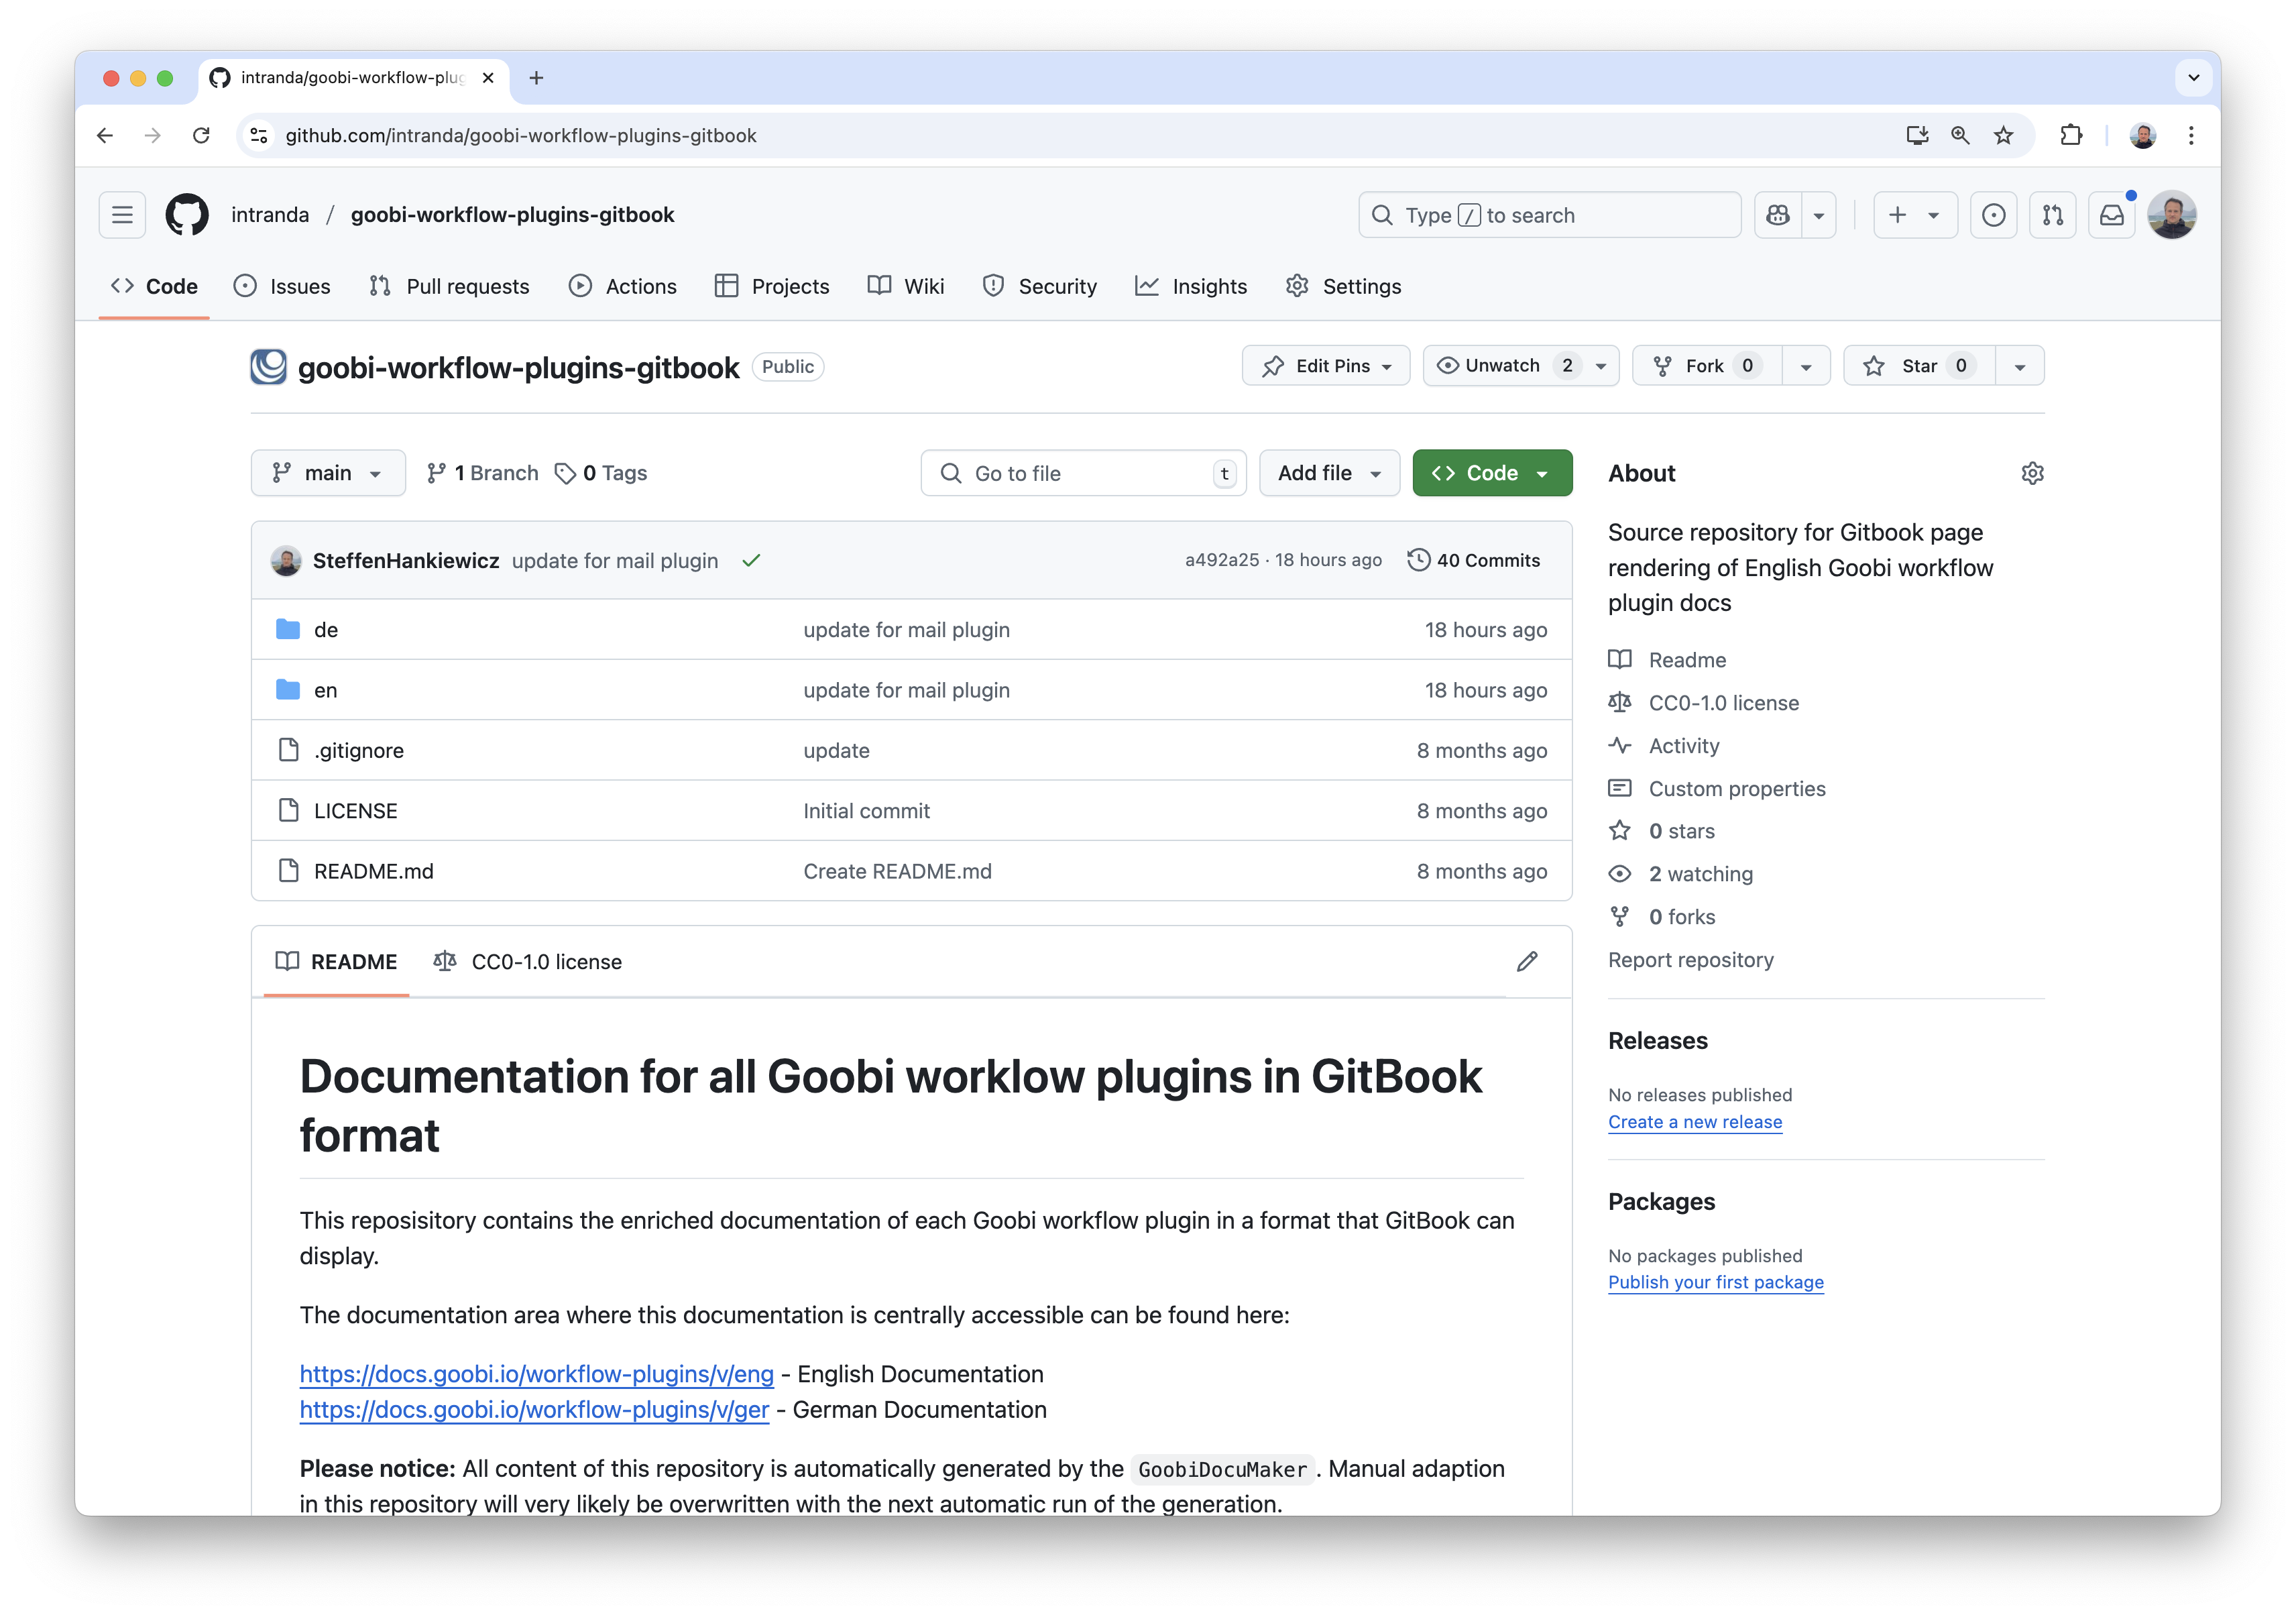 intranda/goobi-workflow-plug
github.com/intranda/goobi-workflow-plugins-gitbook
intranda / goobi-workflow-plugins-gitbook
Type / to search
Code Issues Pull requests Actions Projects Wiki Security Insights Settings
goobi-workflow-plugins-gitbook Public
Edit Pins Unwatch 2 Fork 0 Star 0
main 1 Branch 0 Tags Go to file t Add file Code
SteffenHankiewicz update for mail plugin a492a25 · 18 hours ago 40 Commits
de update for mail plugin 18 hours ago
en update for mail plugin 18 hours ago
.gitignore update 8 months ago
LICENSE Initial commit 8 months ago
README.md Create README.md 8 months ago
README CC0-1.0 license
Documentation for all Goobi worklow plugins in GitBook
format
This reposisitory contains the enriched documentation of each Goobi workflow plugin in a format that GitBook can
display.
The documentation area where this documentation is centrally accessible can be found here:
https://docs.goobi.io/workflow-plugins/v/eng - English Documentation
https://docs.goobi.io/workflow-plugins/v/ger - German Documentation
Please notice: All content of this repository is automatically generated by the GoobiDocuMaker. Manual adaption
in this repository will very likely be overwritten with the next automatic run of the generation.
About
Source repository for Gitbook page
rendering of English Goobi workflow
plugin docs
Readme
CC0-1.0 license
Activity
Custom properties
0 stars
2 watching
0 forks
Report repository
Releases
No releases published
Create a new release
Packages
No packages published
Publish your first package